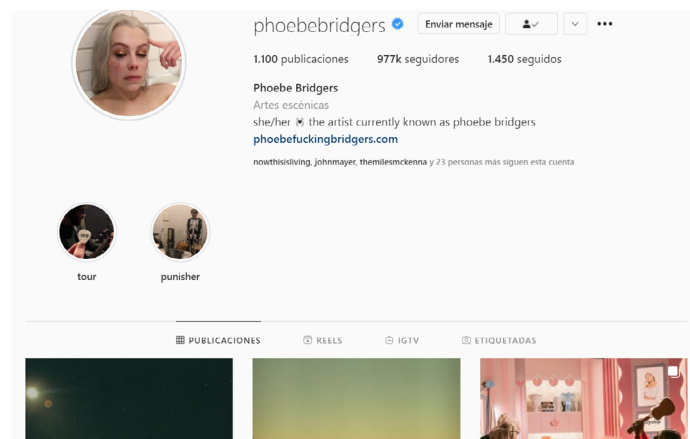 phoebebridgers Enviar mensaje
1.100 publicaciones 977k seguidores 1.450 seguidos
Phoebe Bridgers
Artes escénicas
she/her the artist currently known as phoebe bridgers
phoebefuckingbridgers.com
nowthisisliving, johnmayer, themilesmckenna y 23 personas más siguen esta cuenta
tour punisher
PUBLICACIONES REELS IGTV ETIQUETADAS